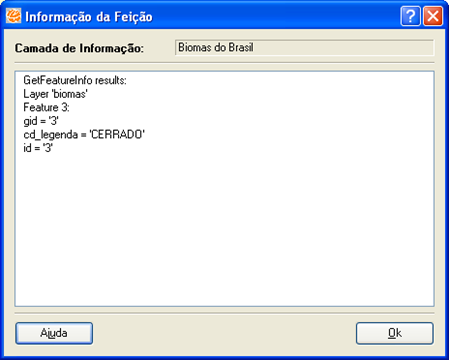 Informação da Feição
Camada de Informação: Biomas do Brasil
GetFeatureInfo results:
Layer 'biomas'
Feature 3:
gid = '3'
cd_legenda = 'CERRADO'
id = '3'
Ajuda Ok